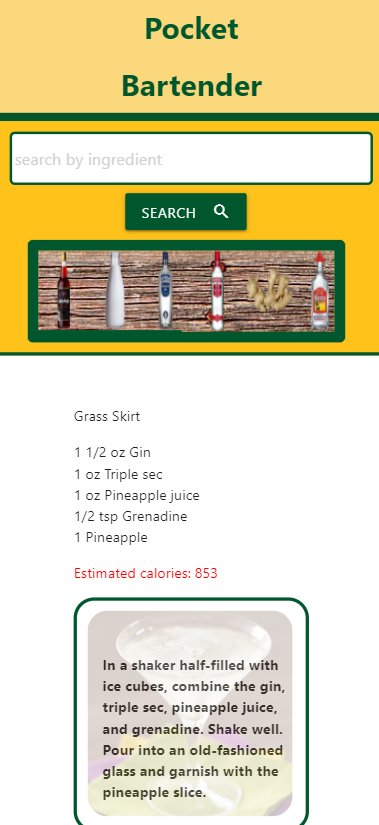 Pocket
Bartender
search by ingredient
SEARCH
Grass Skirt
1 1/2 oz Gin
1 oz Triple sec
1 oz Pineapple juice
1/2 tsp Grenadine
1 Pineapple
Estimated calories: 853
In a shaker half-filled with
ice cubes, combine the gin,
triple sec, pineapple juice,
and grenadine. Shake well.
Pour into an old-fashioned
glass and garnish with the
pineapple slice.